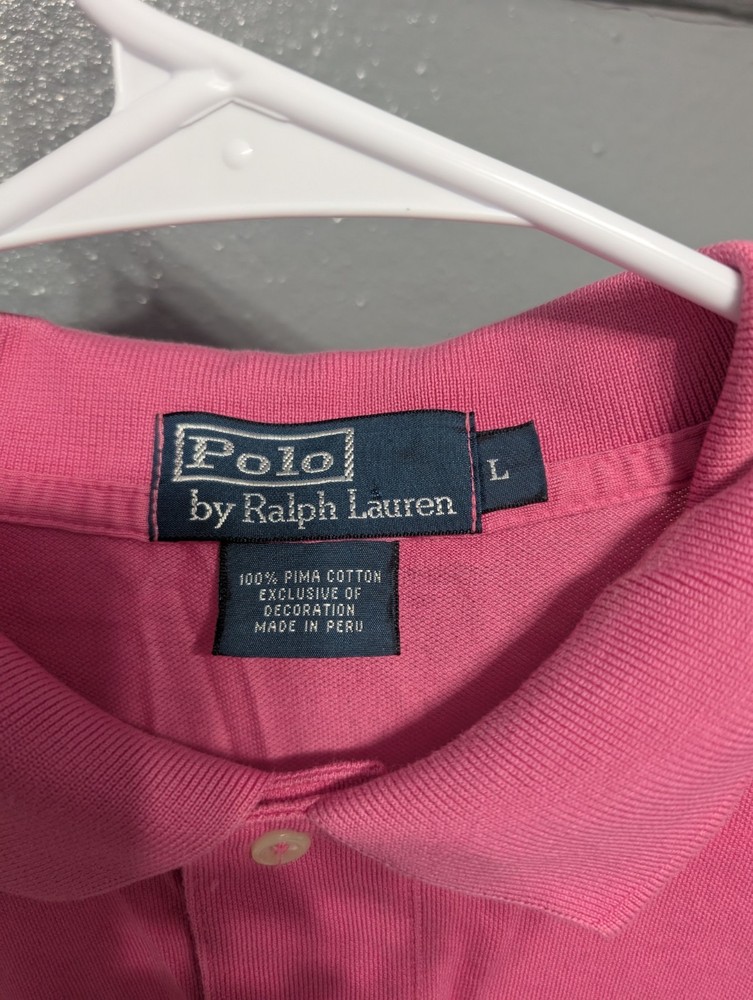 Polo
by Ralph Lauren
L
100% PIMA COTTON
EXCLUSIVE OF
DECORATION
MADE IN PERU